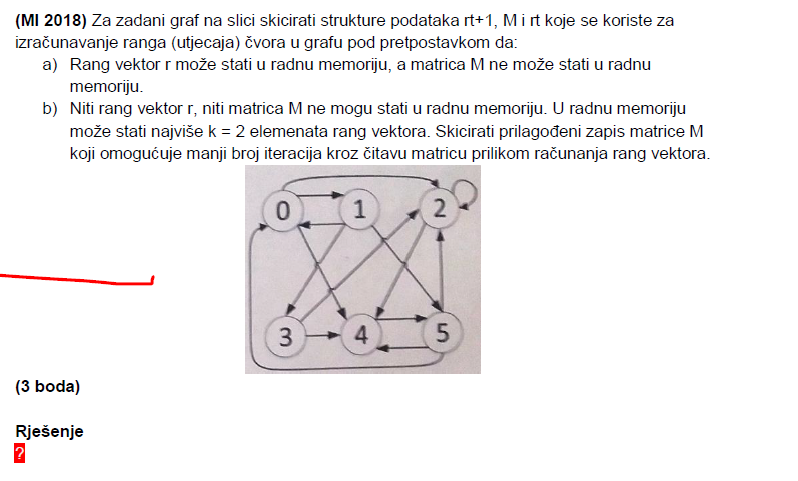 (MI 2018) Za zadani graf na slici skicirati strukture podataka rt+1, M i rt koje se koriste za
izračunavanje ranga (utjecaja) čvora u grafu pod pretpostavkom da:
a) Rang vektor r može stati u radnu memoriju, a matrica M ne može stati u radnu
memoriju.
b) Niti rang vektor r, niti matrica M ne mogu stati u radnu memoriju. U radnu memoriju
može stati najviše k = 2 elemenata rang vektora. Skicirati prilagođeni zapis matrice M
koji omogućuje manji broj iteracija kroz čitavu matricu prilikom računanja rang vektora.
0 1 2
3 4 5
(3 boda)
Rješenje
?